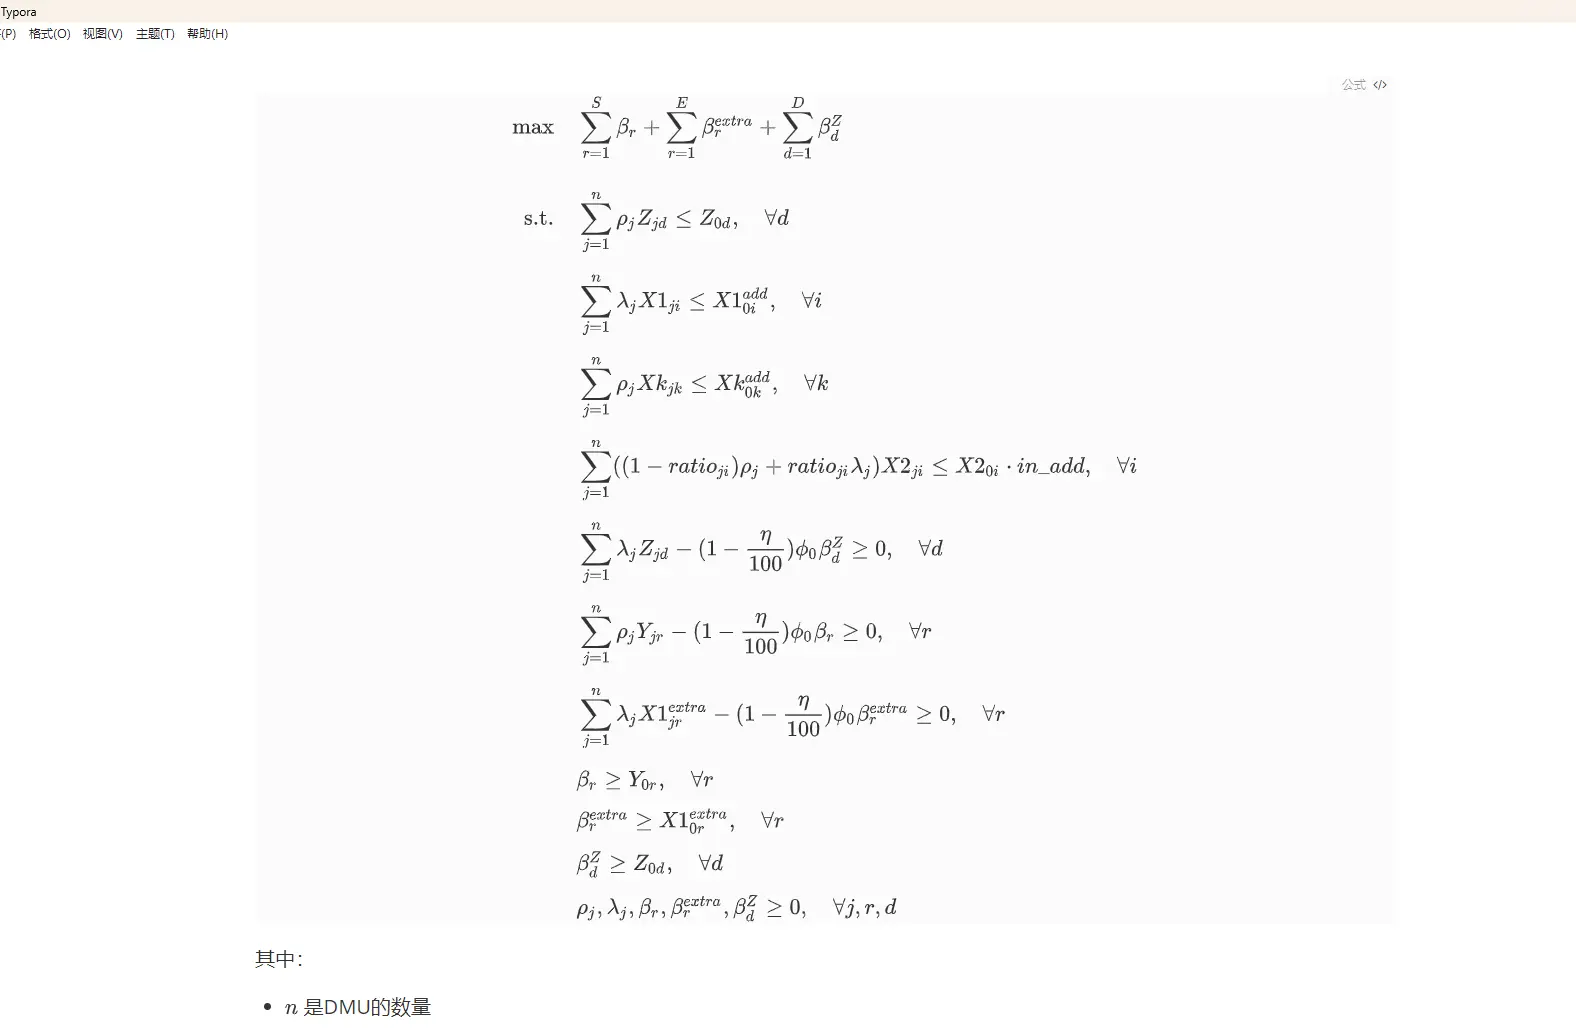 Typora
(P) 格式(O) 视图(V) 主题(T) 帮助(H)
公式 </>
max $\sum_{r=1}^{S} \beta_r + \sum_{r=1}^{E} \beta_r^{extra} + \sum_{d=1}^{D} \beta_d^Z$
s.t. $\sum_{j=1}^{n} \rho_j Z_{jd} \leq Z_{0d}, \quad \forall d$
$\sum_{j=1}^{n} \lambda_j X1_{ji} \leq X1_{0i}^{add}, \quad \forall i$
$\sum_{j=1}^{n} \rho_j Xk_{jk} \leq Xk_{0k}^{add}, \quad \forall k$
$\sum_{j=1}^{n} ((1 - ratio_{ji})\rho_j + ratio_{ji}\lambda_j) X2_{ji} \leq X2_{0i} \cdot in\_add, \quad \forall i$
$\sum_{j=1}^{n} \lambda_j Z_{jd} - (1 - \frac{\eta}{100})\phi_0 \beta_d^Z \geq 0, \quad \forall d$
$\sum_{j=1}^{n} \rho_j Y_{jr} - (1 - \frac{\eta}{100})\phi_0 \beta_r \geq 0, \quad \forall r$
$\sum_{j=1}^{n} \lambda_j X1_{jr}^{extra} - (1 - \frac{\eta}{100})\phi_0 \beta_r^{extra} \geq 0, \quad \forall r$
$\beta_r \geq Y_{0r}, \quad \forall r$
$\beta_r^{extra} \geq X1_{0r}^{extra}, \quad \forall r$
$\beta_d^Z \geq Z_{0d}, \quad \forall d$
$\rho_j, \lambda_j, \beta_r, \beta_r^{extra}, \beta_d^Z \geq 0, \quad \forall j, r, d$
其中：
• $n$ 是DMU的数量